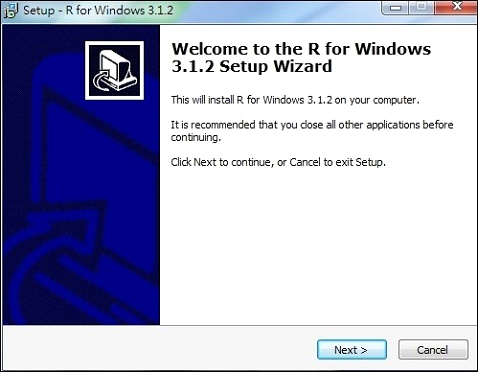 Setup - R for Windows 3.1.2
Welcome to the R for Windows
3.1.2 Setup Wizard
This will install R for Windows 3.1.2 on your computer.
It is recommended that you close all other applications before
continuing.
Click Next to continue, or Cancel to exit Setup.
Next >
Cancel